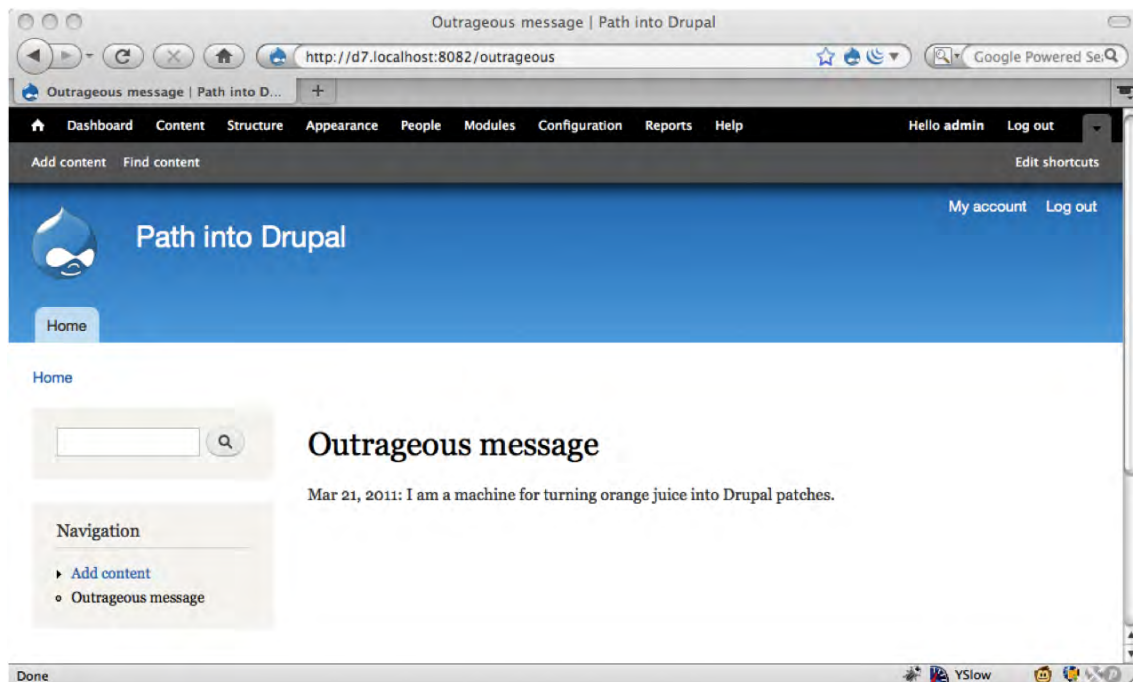 Outrageous message | Path into Drupal
http://d7.localhost:8082/outrageous
Google Powered Se
Outrageous message | Path into D...
Dashboard Content Structure Appearance People Modules Configuration Reports Help Hello admin Log out
Add content Find content Edit shortcuts
My account Log out
Path into Drupal
Home
Home
Outrageous message
Mar 21, 2011: I am a machine for turning orange juice into Drupal patches.
Navigation
Add content
Outrageous message
Done YSlow